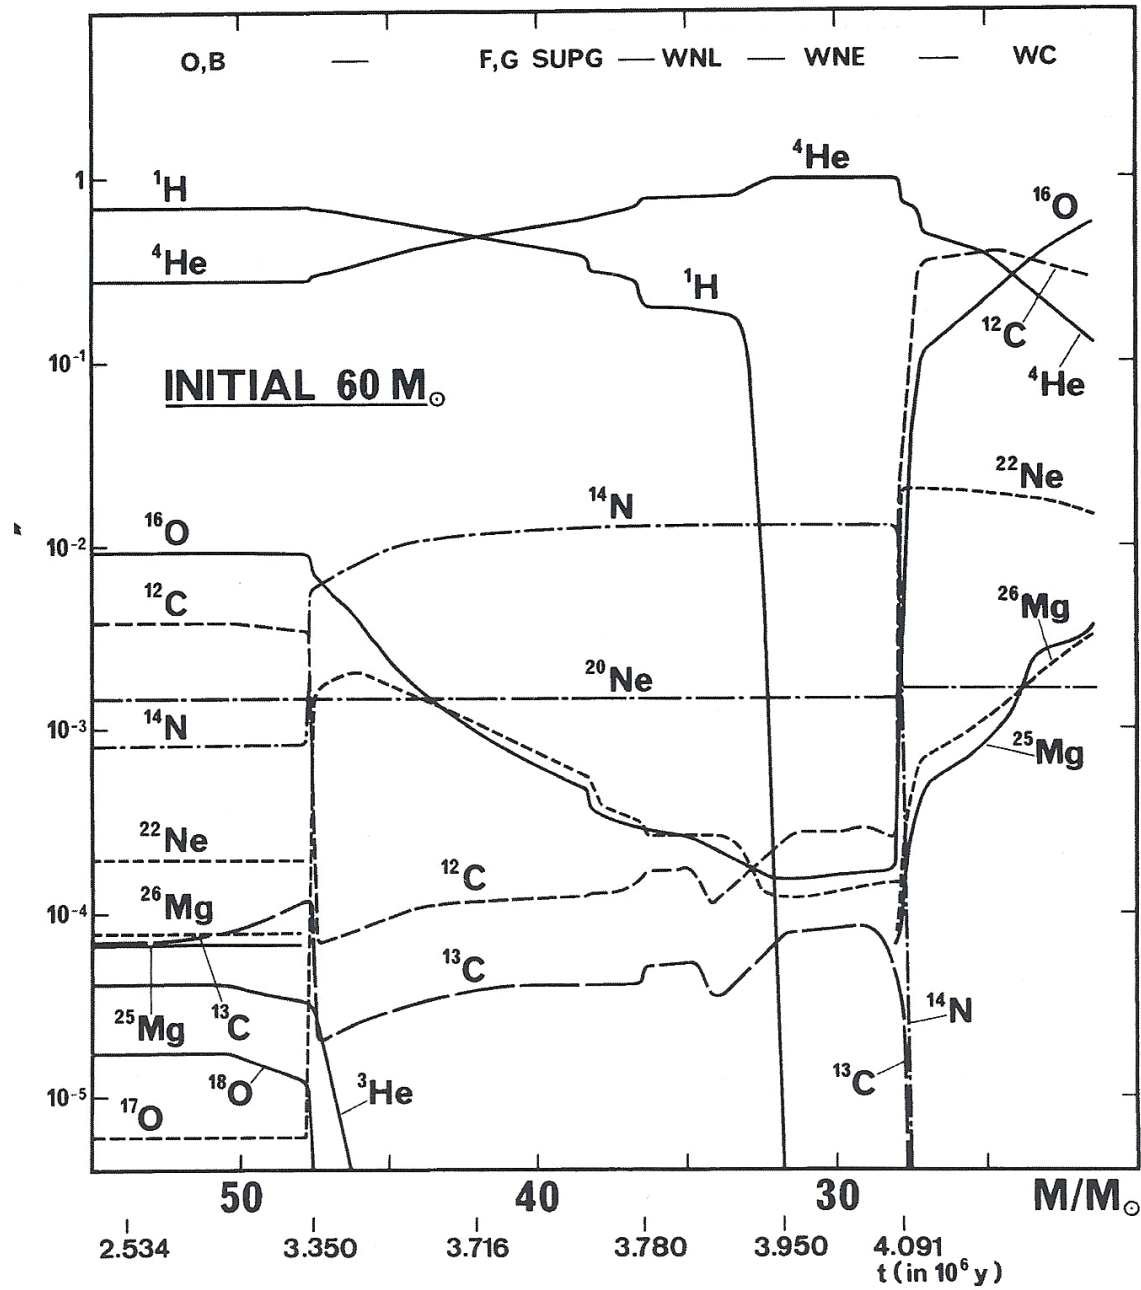 O,B — F,G SUPG — WNL — WNE — WC
⁴He
1
¹H
¹⁶O
⁴He
¹H
¹²C
10⁻¹
⁴He
INITIAL 60 M☉
²²Ne
¹⁴N
¹⁶O
10⁻²
¹²C
²⁶Mg
²⁰Ne
¹⁴N
10⁻³
²⁵Mg
²²Ne
¹²C
²⁶Mg
10⁻⁴
¹³C
¹⁴N
²⁵Mg
¹³C
¹³C
¹⁸O
³He
10⁻⁵
¹⁷O
50 40 30 M/M☉
2.534 3.350 3.716 3.780 3.950 4.091
t (in 10⁶ y)